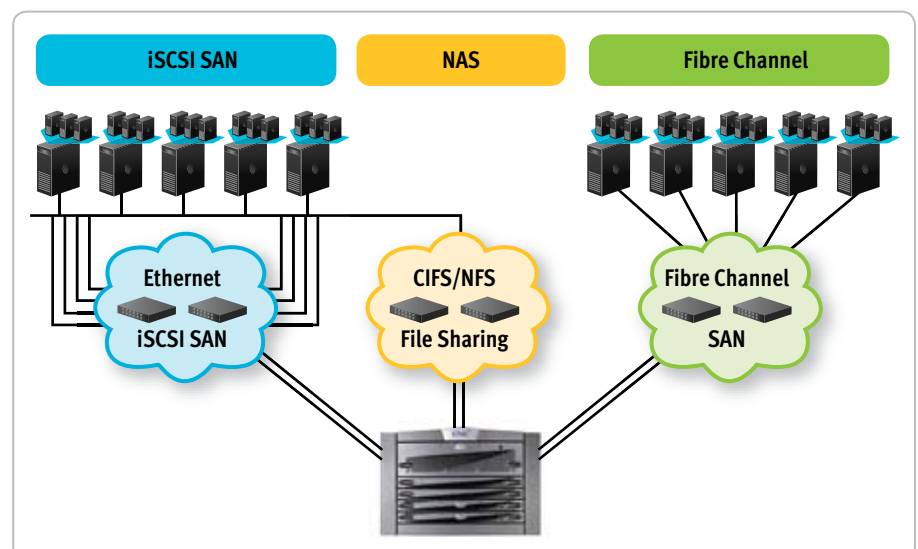 iSCSI SAN
NAS
Fibre Channel
Ethernet
iSCSI SAN
CIFS/NFS
File Sharing
Fibre Channel
SAN